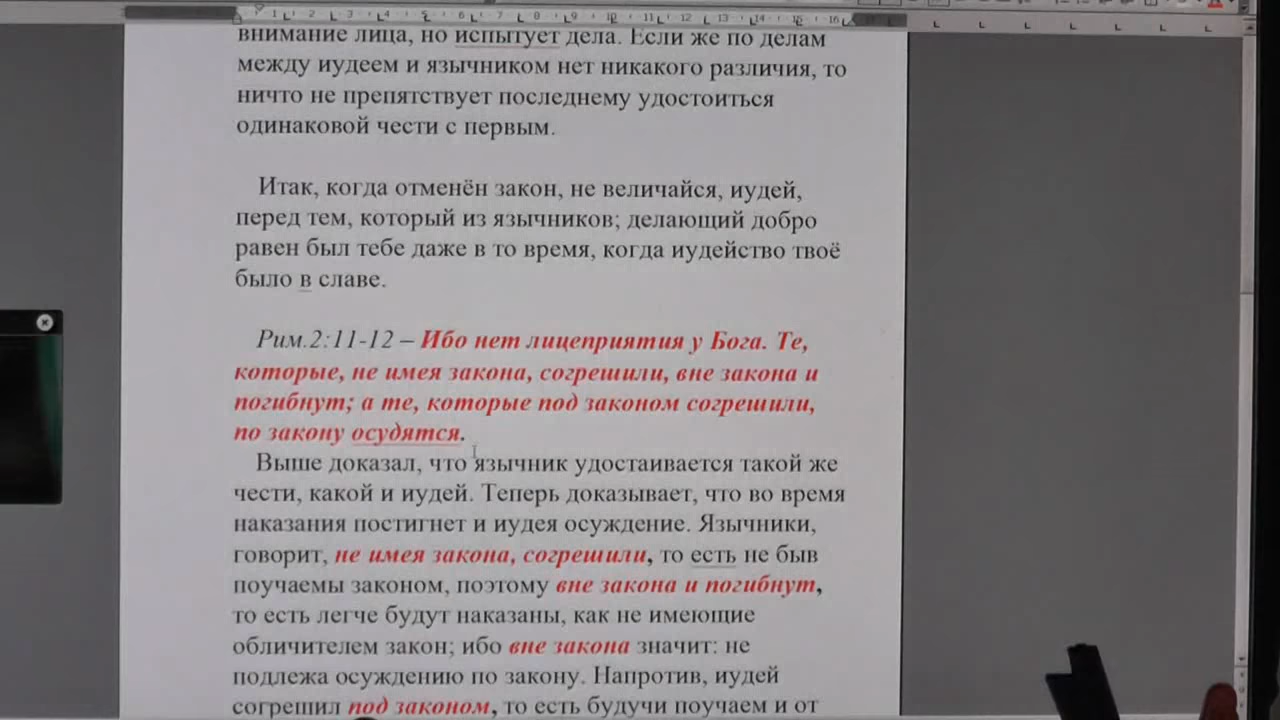 внимание лица, но испытует дела. Если же по делам
между иудеем и язычником нет никакого различия, то
ничто не препятствует последнему удостоиться
одинаковой чести с первым.
Итак, когда отменён закон, не величайся, иудей,
перед тем, который из язычников; делающий добро
равен был тебе даже в то время, когда иудейство твоё
было в славе.
Рим.2:11-12 – Ибо нет лицеприятия у Бога. Те,
которые, не имея закона, согрешили, вне закона и
погибнут; а те, которые под законом согрешили,
по закону осудятся.
Выше доказал, что язычник удостаивается такой же
чести, какой и иудей. Теперь доказывает, что во время
наказания постигнет и иудея осуждение. Язычники,
говорит, не имея закона, согрешили, то есть не быв
поучаемы законом, поэтому вне закона и погибнут,
то есть легче будут наказаны, как не имеющие
обличителем закон; ибо вне закона значит: не
подлежа осуждению по закону. Напротив, иудей
согрешил под законом, то есть будучи поучаем и от